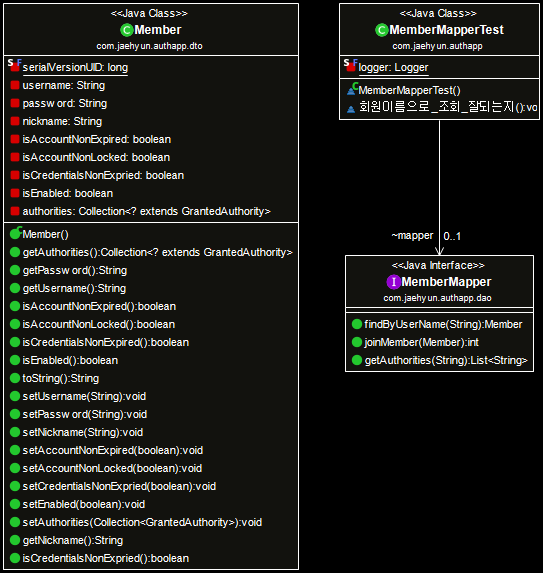 <<Java Class>>
Member
com.jaehyun.authapp.dto
serialVersionUID: long
username: String
password: String
nickname: String
isAccountNonExpired: boolean
isAccountNonLocked: boolean
isCredentialsNonExpried: boolean
isEnabled: boolean
authorities: Collection<? extends GrantedAuthority>
Member()
getAuthorities():Collection<? extends GrantedAuthority>
getPassword():String
getUsername():String
isAccountNonExpired():boolean
isAccountNonLocked():boolean
isCredentialsNonExpired():boolean
isEnabled():boolean
toString():String
setUsername(String):void
setPassword(String):void
setNickname(String):void
setAccountNonExpired(boolean):void
setAccountNonLocked(boolean):void
setCredentialsNonExpried(boolean):void
setEnabled(boolean):void
setAuthorities(Collection<GrantedAuthority>):void
getNickname():String
isCredentialsNonExpried():boolean
<<Java Class>>
MemberMapperTest
com.jaehyun.authapp
logger: Logger
MemberMapperTest()
회원이름으로_조회_잘되는지():vo
~mapper 0..1
<<Java Interface>>
MemberMapper
com.jaehyun.authapp.dao
findByUserName(String):Member
joinMember(Member):int
getAuthorities(String):List<String>